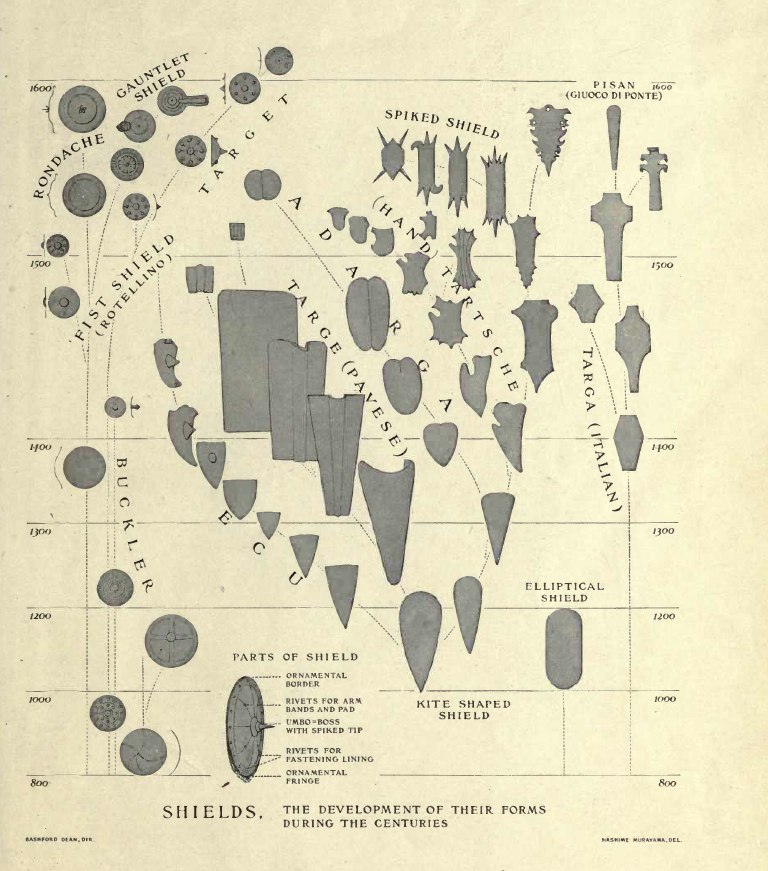 1600
GAUNTLET
SHIELD
RONDACHE
TARGET
PISAN
1600
(GIUOCO DI PONTE)
SPIKED SHIELD
FIST SHIELD
(ROTELLINO)
ADARGA
(HAND) TARTSCHE
1500
1500
TARGE (PAVESE)
TARGA (ITALIAN)
1400
1400
BUCKLER
ECU
1300
1300
ELLIPTICAL
SHIELD
1200
1200
PARTS OF SHIELD
ORNAMENTAL
BORDER
RIVETS FOR ARM
BANDS AND PAD
UMBO=BOSS
WITH SPIKED TIP
RIVETS FOR
FASTENING LINING
ORNAMENTAL
FRINGE
KITE SHAPED
SHIELD
1000
1000
800
800
SHIELDS, THE DEVELOPMENT OF THEIR FORMS
DURING THE CENTURIES
BASHFORD DEAN, DIR.
HASHIME MURAYAMA, DEL.